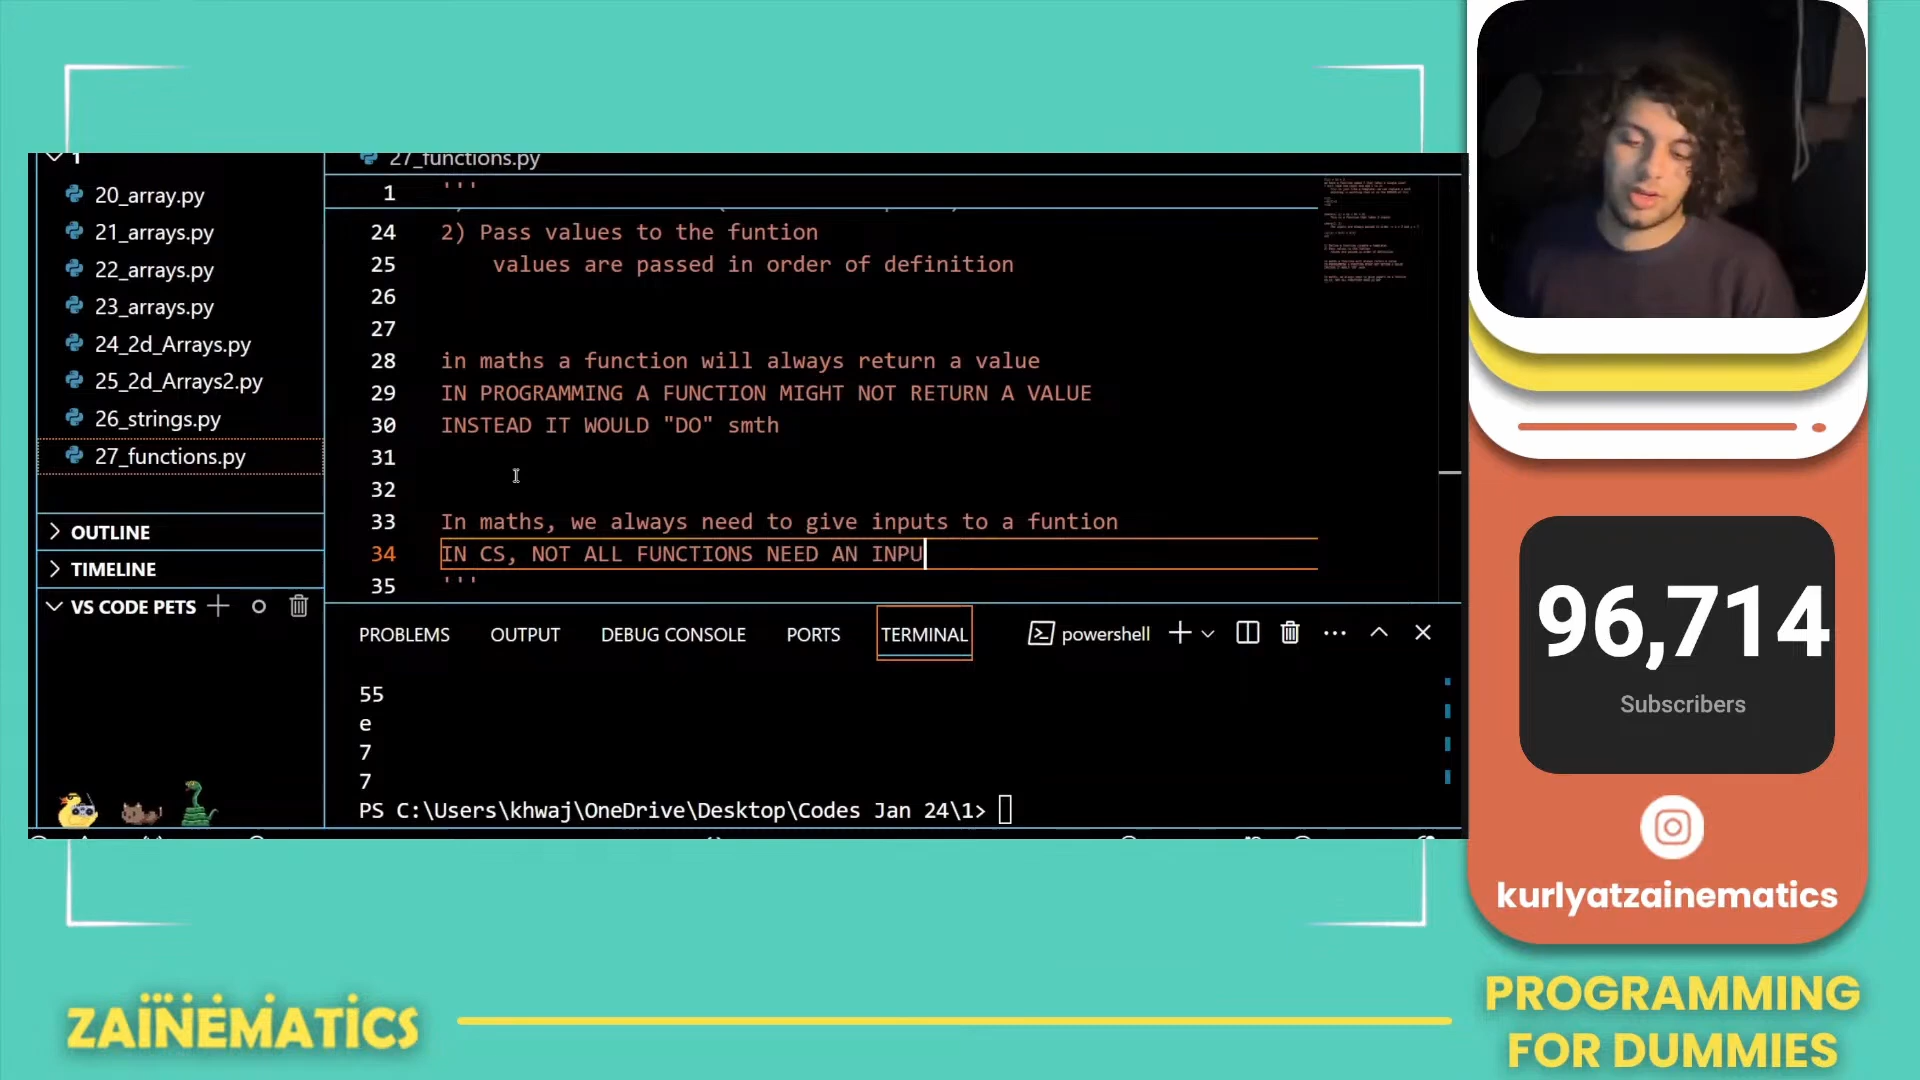 1
27_functions.py
20_array.py
21_arrays.py
22_arrays.py
23_arrays.py
24_2d_Arrays.py
25_2d_Arrays2.py
26_strings.py
27_functions.py
OUTLINE
TIMELINE
VS CODE PETS
1 '''
24 2) Pass values to the funtion
25 values are passed in order of definition
26
27
28 in maths a function will always return a value
29 IN PROGRAMMING A FUNCTION MIGHT NOT RETURN A VALUE
30 INSTEAD IT WOULD "DO" smth
31
32
33 In maths, we always need to give inputs to a funtion
34 IN CS, NOT ALL FUNCTIONS NEED AN INPU
35 '''
PROBLEMS OUTPUT DEBUG CONSOLE PORTS TERMINAL powershell
55
e
7
7
PS C:\Users\khwaj\OneDrive\Desktop\Codes Jan 24\1>
96,714
Subscribers
kurlyatzainematics
ZAINEMATICS
PROGRAMMING
FOR DUMMIES